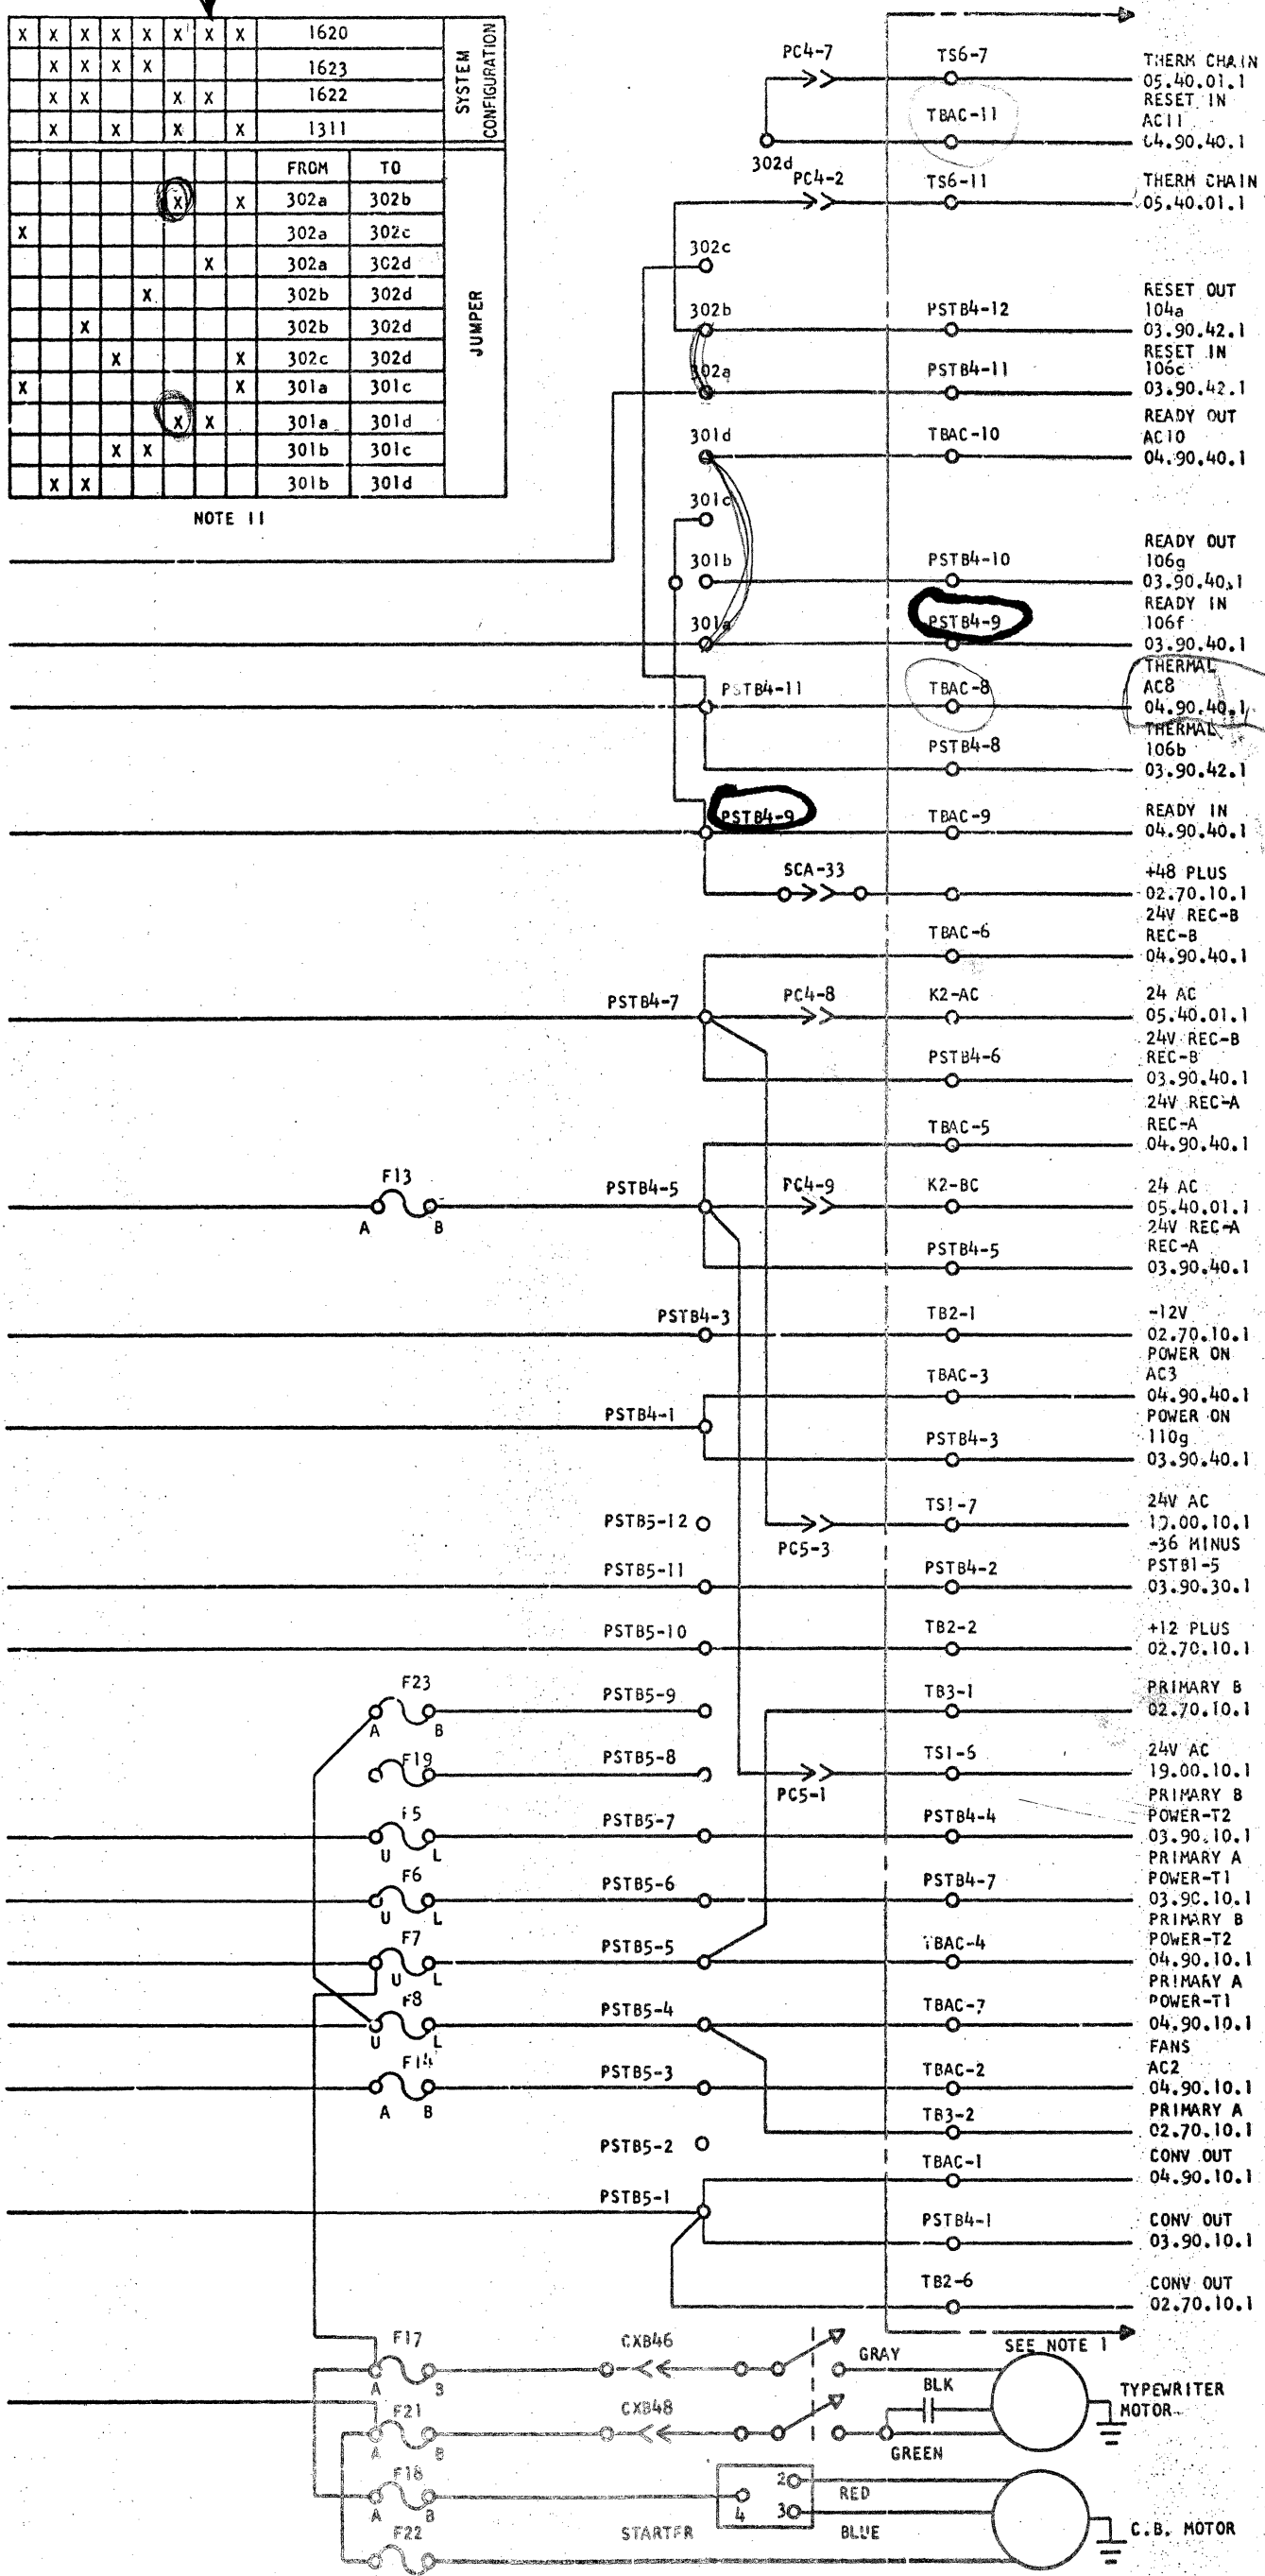 X X X X X X X X 1620
X X X X 1623
X X X X 1622
X X X X 1311
SYSTEM
CONFIGURATION
FROM TO
X X 302a 302b
X 302a 302c
X 302a 302d
X 302b 302d
X 302b 302d
X X 302c 302d
X X 301a 301c
X X 301a 301d
X X 301b 301c
X X 301b 301d
JUMPER
NOTE 11
PC4-7 TS6-7 THERM CHAIN
05.40.01.1
RESET IN
TBAC-11 AC11
302d 04.90.40.1
PC4-2 TS6-11 THERM CHAIN
05.40.01.1
302c
RESET OUT
302b PSTB4-12 104a
03.90.42.1
RESET IN
302a PSTB4-11 106c
03.90.42.1
READY OUT
301d TBAC-10 AC10
04.90.40.1
301c
READY OUT
301b PSTB4-10 106g
03.90.40.1
READY IN
301a PSTB4-9 106f
03.90.40.1
THERMAL
PSTB4-11 TBAC-8 AC8
04.90.40.1
THERMAL
PSTB4-8 106b
03.90.42.1
PSTB4-9 TBAC-9 READY IN
04.90.40.1
SCA-33 +48 PLUS
02.70.10.1
24V REC-B
TBAC-6 REC-B
04.90.40.1
PSTB4-7 PC4-8 K2-AC 24 AC
05.40.01.1
24V REC-B
PSTB4-6 REC-B
03.90.40.1
24V REC-A
TBAC-5 REC-A
04.90.40.1
F13 A B PSTB4-5 PC4-9 K2-BC 24 AC
05.40.01.1
24V REC-A
PSTB4-5 REC-A
03.90.40.1
PSTB4-3 TB2-1 -12V
02.70.10.1
POWER ON
TBAC-3 AC3
04.90.40.1
PSTB4-1 POWER ON
PSTB4-3 110g
03.90.40.1
PSTB5-12 PC5-3 TS1-7 24V AC
19.00.10.1
-36 MINUS
PSTB5-11 PSTB4-2 PSTB1-5
03.90.30.1
PSTB5-10 TB2-2 +12 PLUS
02.70.10.1
F23 A B PSTB5-9 TB3-1 PRIMARY B
02.70.10.1
F19 PSTB5-8 PC5-1 TS1-6 24V AC
19.00.10.1
PRIMARY B
F5 U L PSTB5-7 PSTB4-4 POWER-T2
03.90.10.1
PRIMARY A
F6 U L PSTB5-6 PSTB4-7 POWER-T1
03.90.10.1
PRIMARY B
F7 U L PSTB5-5 TBAC-4 POWER-T2
04.90.10.1
PRIMARY A
F8 U L PSTB5-4 TBAC-7 POWER-T1
04.90.10.1
FANS
F14 A B PSTB5-3 TBAC-2 AC2
04.90.10.1
TB3-2 PRIMARY A
02.70.10.1
PSTB5-2
TBAC-1 CONV OUT
04.90.10.1
PSTB5-1
PSTB4-1 CONV OUT
03.90.10.1
TB2-6 CONV OUT
02.70.10.1
SEE NOTE 1
F17 A B CXB46 GRAY
BLK TYPEWRITER
MOTOR
F21 A B CXB48 GREEN
F18 A B 4 2 RED
3 BLUE
F22 STARTER C.B. MOTOR